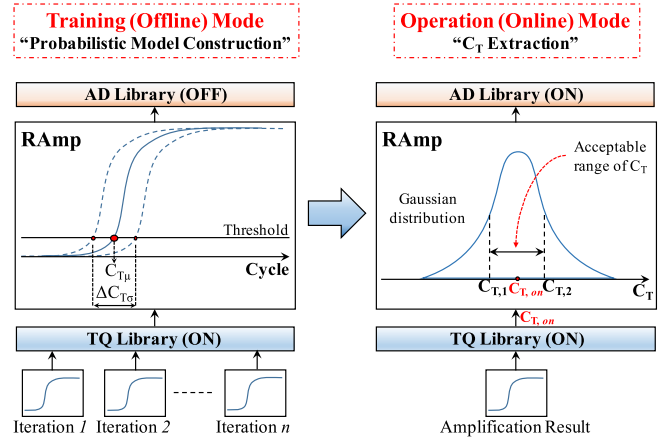 Training (Offline) Mode
“Probabilistic Model Construction”
AD Library (OFF)
RAmp
Threshold
Cycle
CTμ
ΔCTσ
TQ Library (ON)
Iteration 1
Iteration 2
Iteration n
Operation (Online) Mode
“CT Extraction”
AD Library (ON)
RAmp
Acceptable
range of CT
Gaussian
distribution
CT,1
CT, on
CT,2
CT
CT, on
TQ Library (ON)
Amplification Result